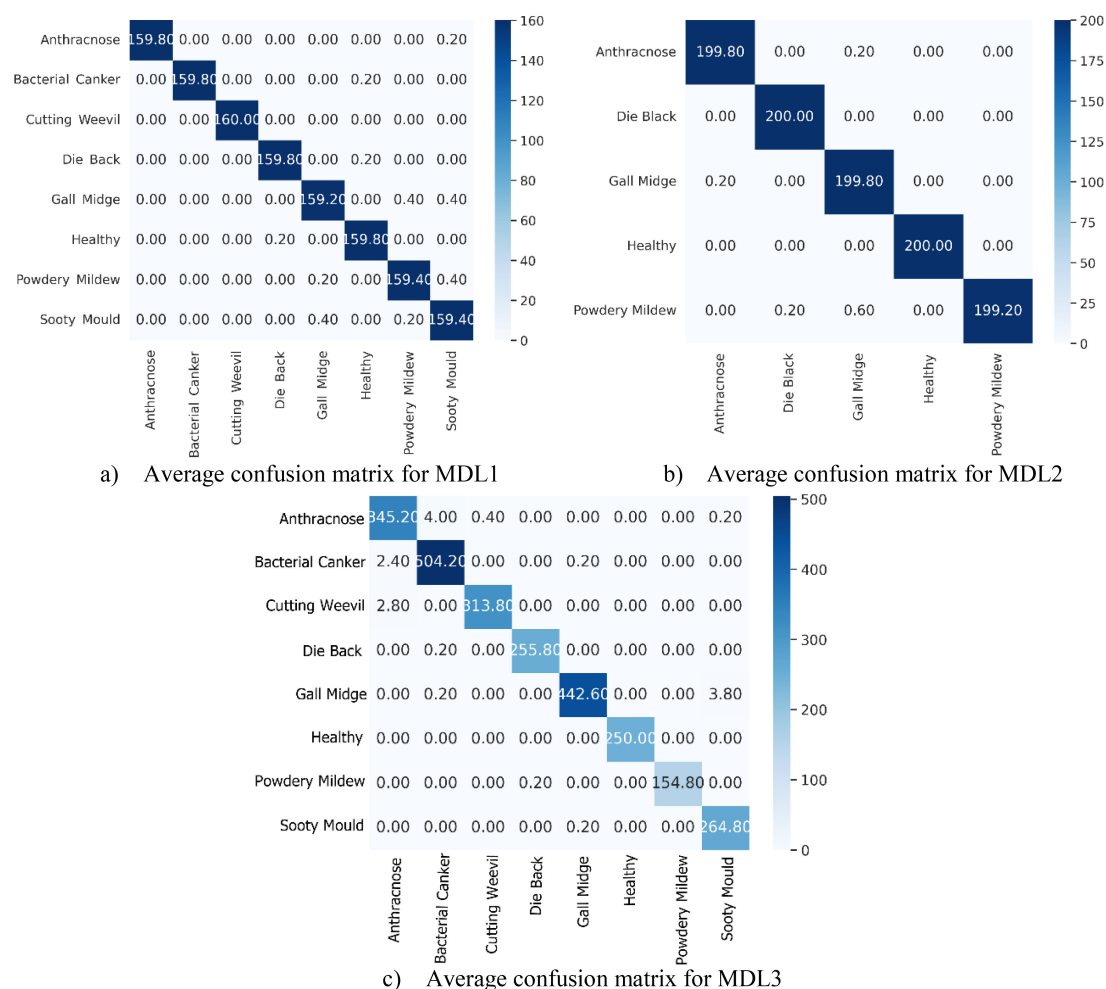 Anthracnose 159.80 0.00 0.00 0.00 0.00 0.00 0.00 0.20
Bacterial Canker 0.00 159.80 0.00 0.00 0.00 0.20 0.00 0.00
Cutting Weevil 0.00 0.00 160.00 0.00 0.00 0.00 0.00 0.00
Die Back 0.00 0.00 0.00 159.80 0.00 0.20 0.00 0.00
Gall Midge 0.00 0.00 0.00 0.00 159.20 0.00 0.40 0.40
Healthy 0.00 0.00 0.00 0.20 0.00 159.80 0.00 0.00
Powdery Mildew 0.00 0.00 0.00 0.00 0.20 0.00 159.40 0.40
Sooty Mould 0.00 0.00 0.00 0.00 0.40 0.00 0.20 159.40
Anthracnose
Bacterial Canker
Cutting Weevil
Die Back
Gall Midge
Healthy
Powdery Mildew
Sooty Mould
160
140
120
100
80
60
40
20
0
a) Average confusion matrix for MDL1
Anthracnose 199.80 0.00 0.20 0.00 0.00
Die Black 0.00 200.00 0.00 0.00 0.00
Gall Midge 0.20 0.00 199.80 0.00 0.00
Healthy 0.00 0.00 0.00 200.00 0.00
Powdery Mildew 0.00 0.20 0.60 0.00 199.20
Anthracnose
Die Black
Gall Midge
Healthy
Powdery Mildew
200
175
150
125
100
75
50
25
0
b) Average confusion matrix for MDL2
Anthracnose 345.20 4.00 0.40 0.00 0.00 0.00 0.00 0.20
Bacterial Canker 2.40 504.20 0.00 0.00 0.20 0.00 0.00 0.00
Cutting Weevil 2.80 0.00 313.80 0.00 0.00 0.00 0.00 0.00
Die Back 0.00 0.20 0.00 255.80 0.00 0.00 0.00 0.00
Gall Midge 0.00 0.20 0.00 0.00 442.60 0.00 0.00 3.80
Healthy 0.00 0.00 0.00 0.00 0.00 250.00 0.00 0.00
Powdery Mildew 0.00 0.00 0.00 0.20 0.00 0.00 154.80 0.00
Sooty Mould 0.00 0.00 0.00 0.00 0.20 0.00 0.00 264.80
Anthracnose
Bacterial Canker
Cutting Weevil
Die Back
Gall Midge
Healthy
Powdery Mildew
Sooty Mould
500
400
300
200
100
0
c) Average confusion matrix for MDL3